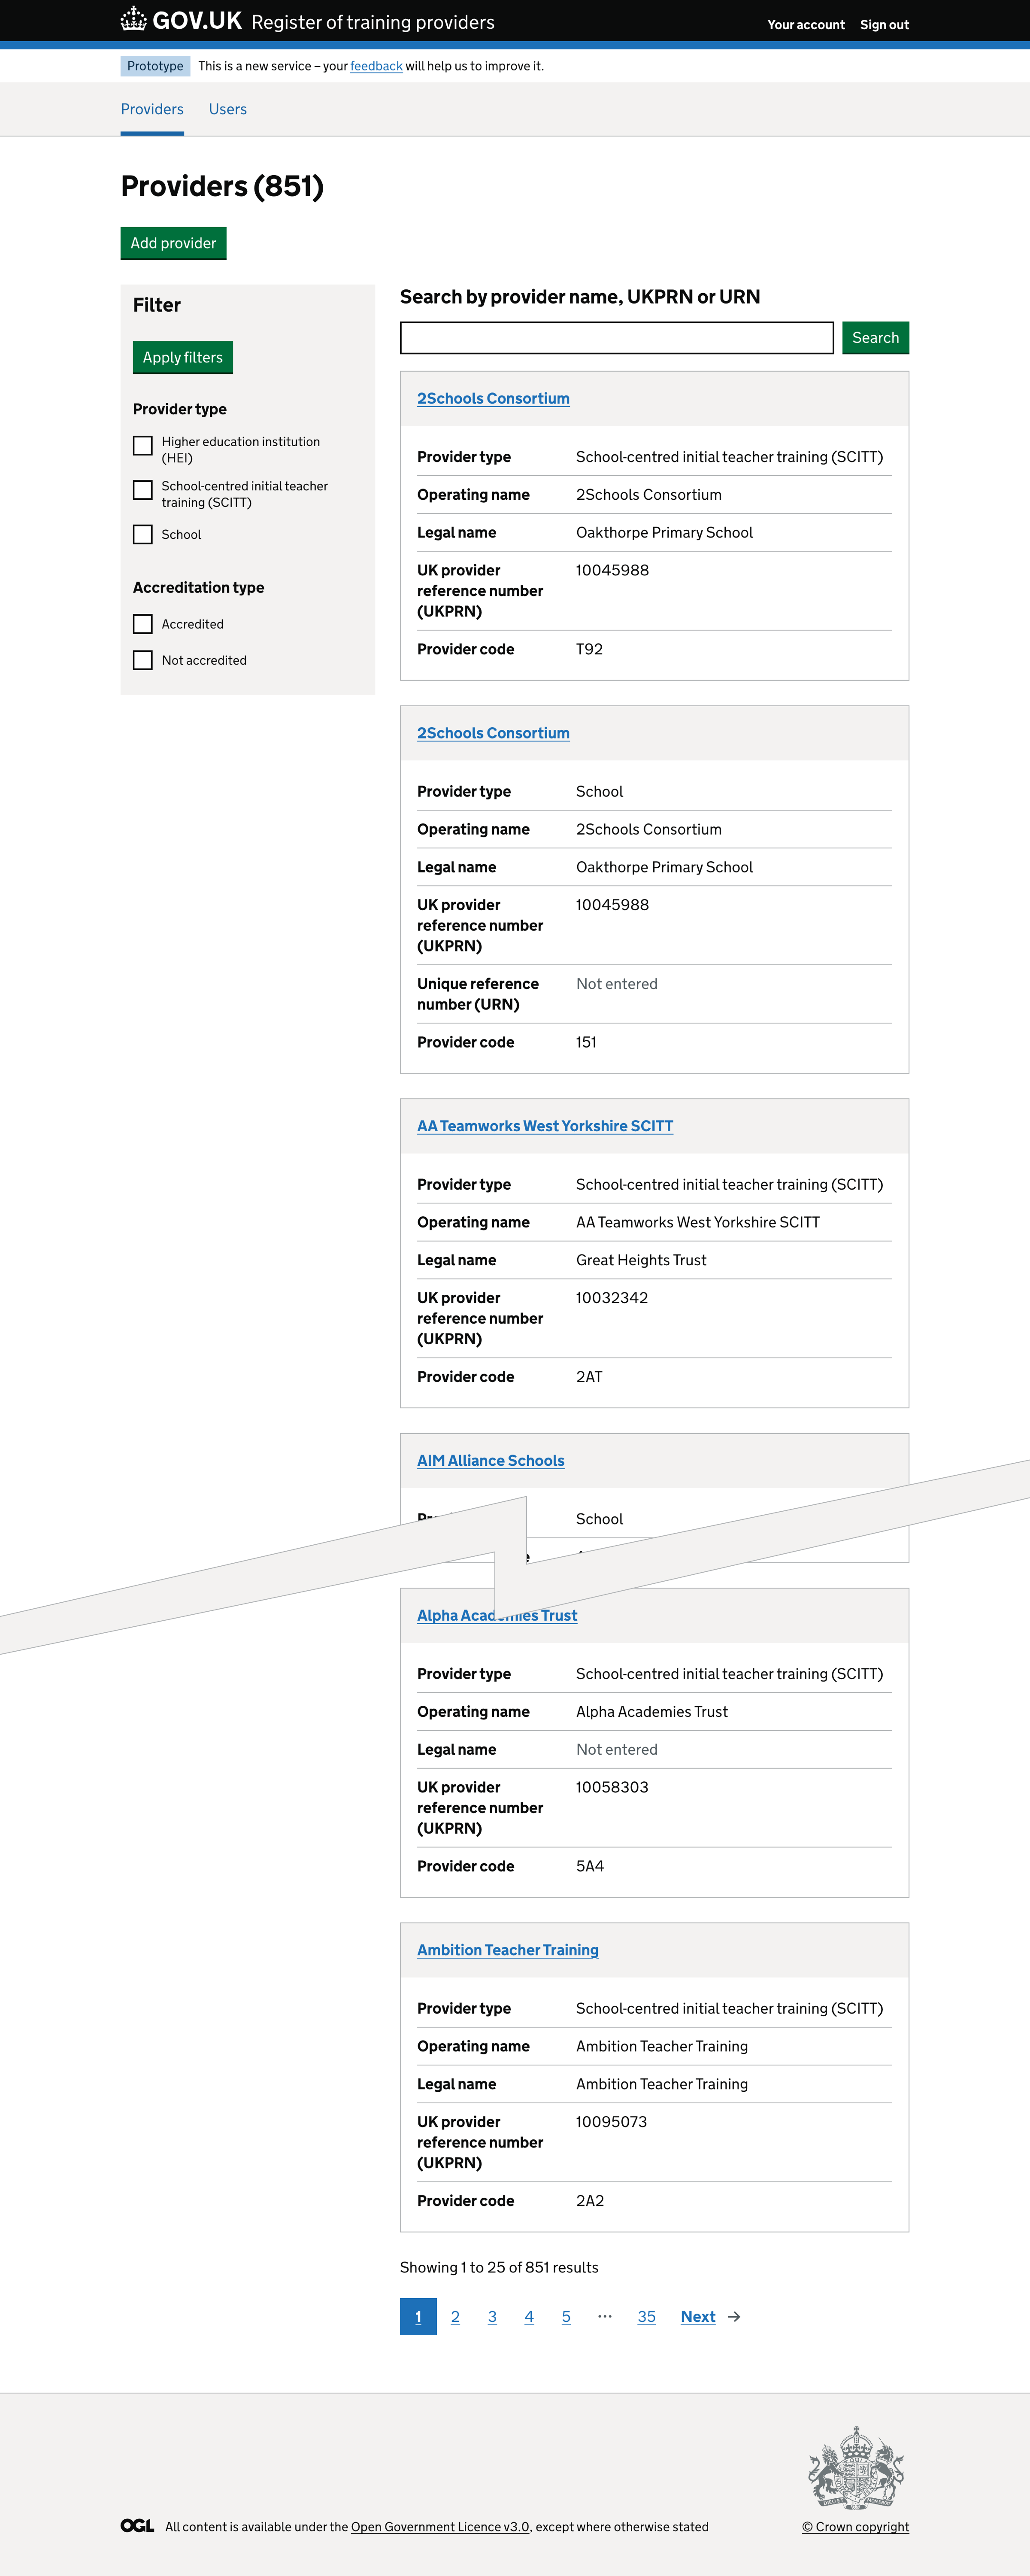 GOV.UK Register of training providers Your account Sign out
Prototype This is a new service – your feedback will help us to improve it.
Providers Users
Providers (851)
Add provider
Filter
Apply filters
Provider type
Higher education institution
(HEI)
School-centred initial teacher
training (SCITT)
School
Accreditation type
Accredited
Not accredited
Search by provider name, UKPRN or URN
Search
2Schools Consortium
Provider type School-centred initial teacher training (SCITT)
Operating name 2Schools Consortium
Legal name Oakthorpe Primary School
UK provider 10045988
reference number
(UKPRN)
Provider code T92
2Schools Consortium
Provider type School
Operating name 2Schools Consortium
Legal name Oakthorpe Primary School
UK provider 10045988
reference number
(UKPRN)
Unique reference Not entered
number (URN)
Provider code 151
AA Teamworks West Yorkshire SCITT
Provider type School-centred initial teacher training (SCITT)
Operating name AA Teamworks West Yorkshire SCITT
Legal name Great Heights Trust
UK provider 10032342
reference number
(UKPRN)
Provider code 2AT
AIM Alliance Schools
School
Alpha Academies Trust
Provider type School-centred initial teacher training (SCITT)
Operating name Alpha Academies Trust
Legal name Not entered
UK provider 10058303
reference number
(UKPRN)
Provider code 5A4
Ambition Teacher Training
Provider type School-centred initial teacher training (SCITT)
Operating name Ambition Teacher Training
Legal name Ambition Teacher Training
UK provider 10095073
reference number
(UKPRN)
Provider code 2A2
Showing 1 to 25 of 851 results
1 2 3 4 5 ⋯ 35 Next →
OGL All content is available under the Open Government Licence v3.0, except where otherwise stated © Crown copyright